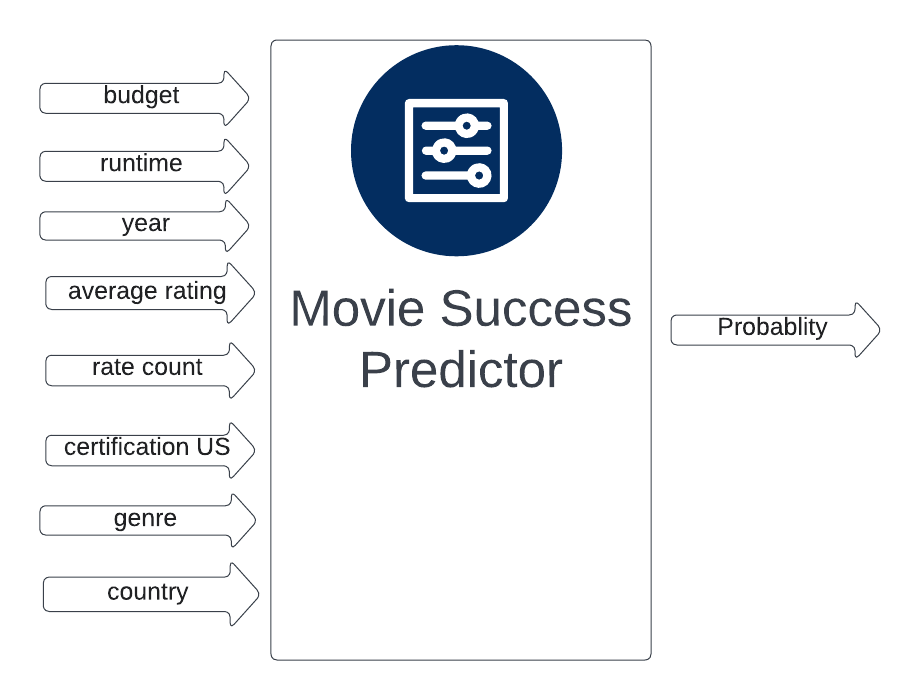 budget
runtime
year
average rating
rate count
certification US
genre
country
Movie Success
Predictor
Probablity